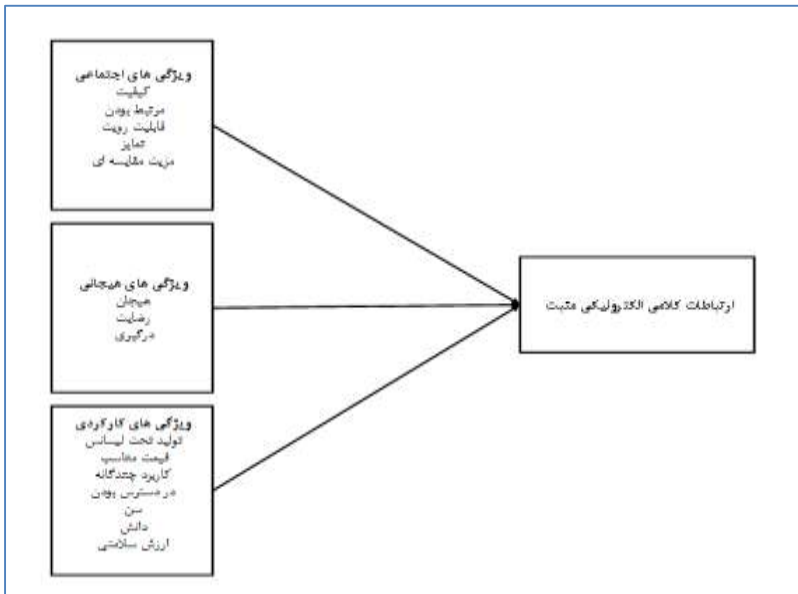 ویژگی های اجتماعی
کیفیت
مرتبط بودن
قابلیت رویت
تمایز
مزیت مقایسه ای
ویژگی های هیجانی
هیجان
رضایت
درگیری
ویژگی های کارکردی
تولید تحت لیسانس
قیمت مناسب
کاربرد چندگانه
در دسترس بودن
سن
دانش
ارزش سلامتی
ارتباطات کلامی الکترونیکی مثبت